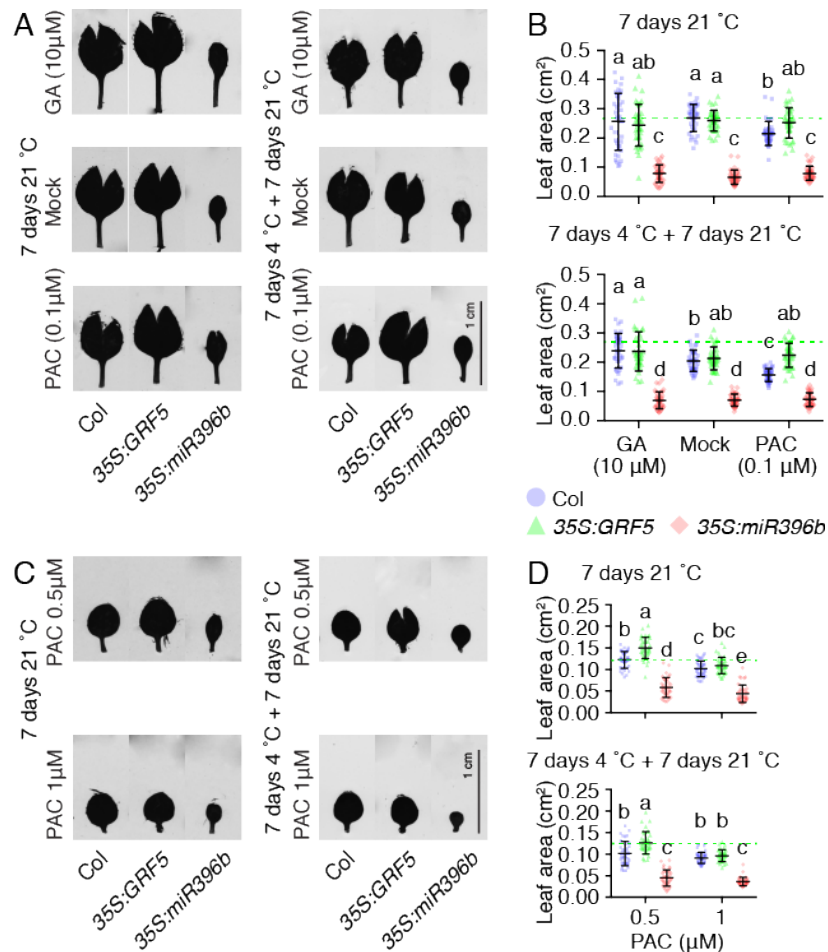 A
GA (10µM)
Mock
PAC (0.1µM)
7 days 21 ˚C
Col
35S:GRF5
35S:miR396b
7 days 4 ˚C + 7 days 21 ˚C
GA (10µM)
Mock
PAC (0.1µM)
1 cm
Col
35S:GRF5
35S:miR396b
B
7 days 21 ˚C
Leaf area (cm²)
0.5
0.4
0.3
0.2
0.1
0.0
a ab c a a c b ab c
7 days 4 ˚C + 7 days 21 ˚C
Leaf area (cm²)
0.5
0.4
0.3
0.2
0.1
0.0
a a d b ab d c ab d
GA Mock PAC
(10 µM) (0.1 µM)
Col
35S:GRF5 35S:miR396b
C
7 days 21 ˚C
PAC 0.5µM
PAC 1µM
Col
35S:GRF5
35S:miR396b
7 days 4 ˚C + 7 days 21 ˚C
PAC 0.5µM
PAC 1µM
1 cm
Col
35S:GRF5
35S:miR396b
D
7 days 21 ˚C
Leaf area (cm²)
0.25
0.20
0.15
0.10
0.05
0.00
b a d c bc e
7 days 4 ˚C + 7 days 21 ˚C
Leaf area (cm²)
0.25
0.20
0.15
0.10
0.05
0.00
b a c b b c
0.5 1
PAC (µM)